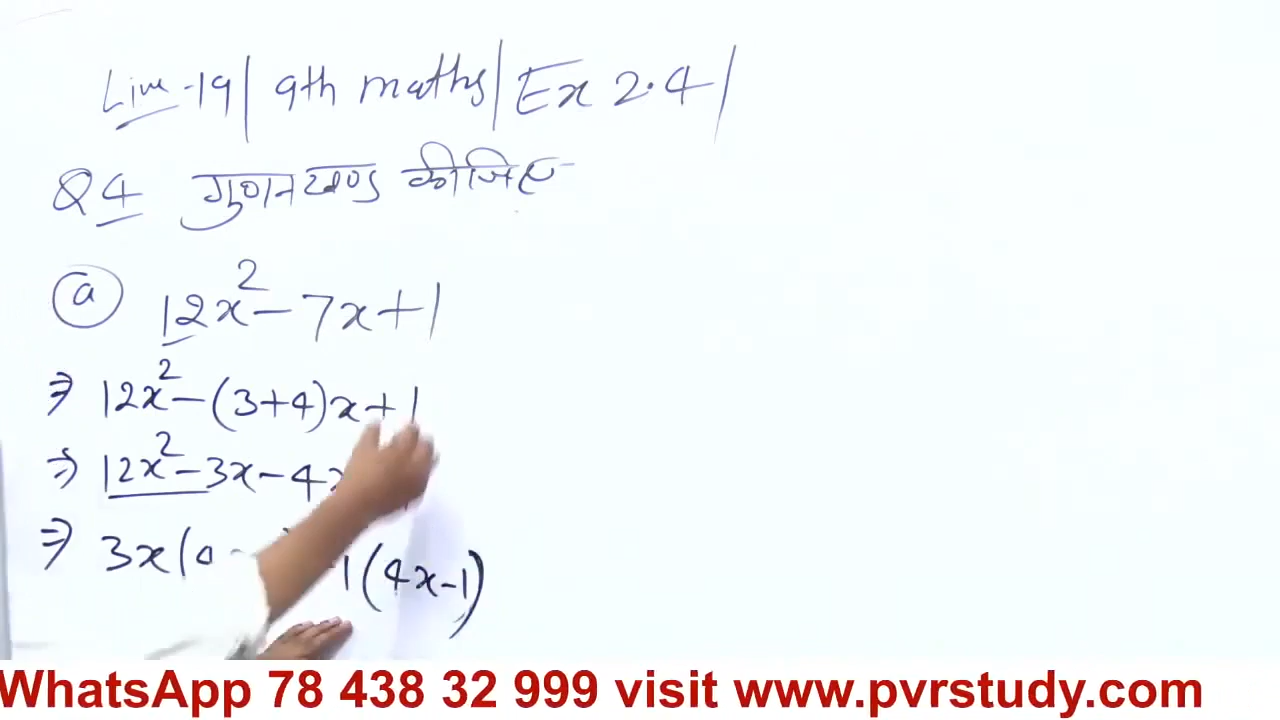 Live-19| 9th maths| Ex 2.4|
Q4 गुणनखण्ड कीजिए
(a) 12x²-7x+1
⇒ 12x²-(3+4)x+1
⇒ 12x²-3x-4x
⇒ 3x( 1(4x-1)
WhatsApp 78 438 32 999 visit www.pvrstudy.com